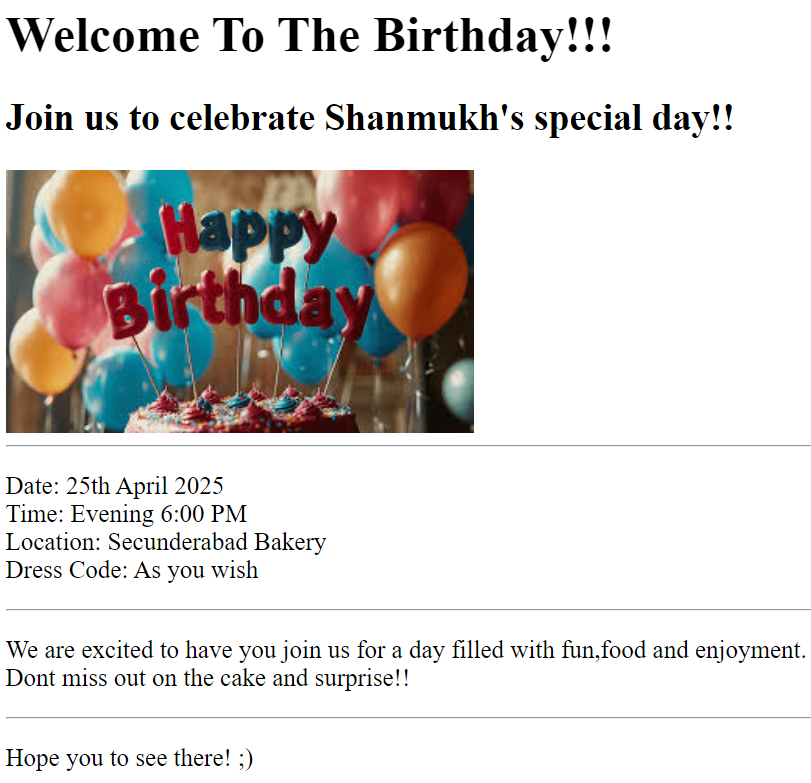 Welcome To The Birthday!!!
Join us to celebrate Shanmukh's special day!!
Happy
Birthday
Date: 25th April 2025
Time: Evening 6:00 PM
Location: Secunderabad Bakery
Dress Code: As you wish
We are excited to have you join us for a day filled with fun,food and enjoyment.
Dont miss out on the cake and surprise!!
Hope you to see there! ;)